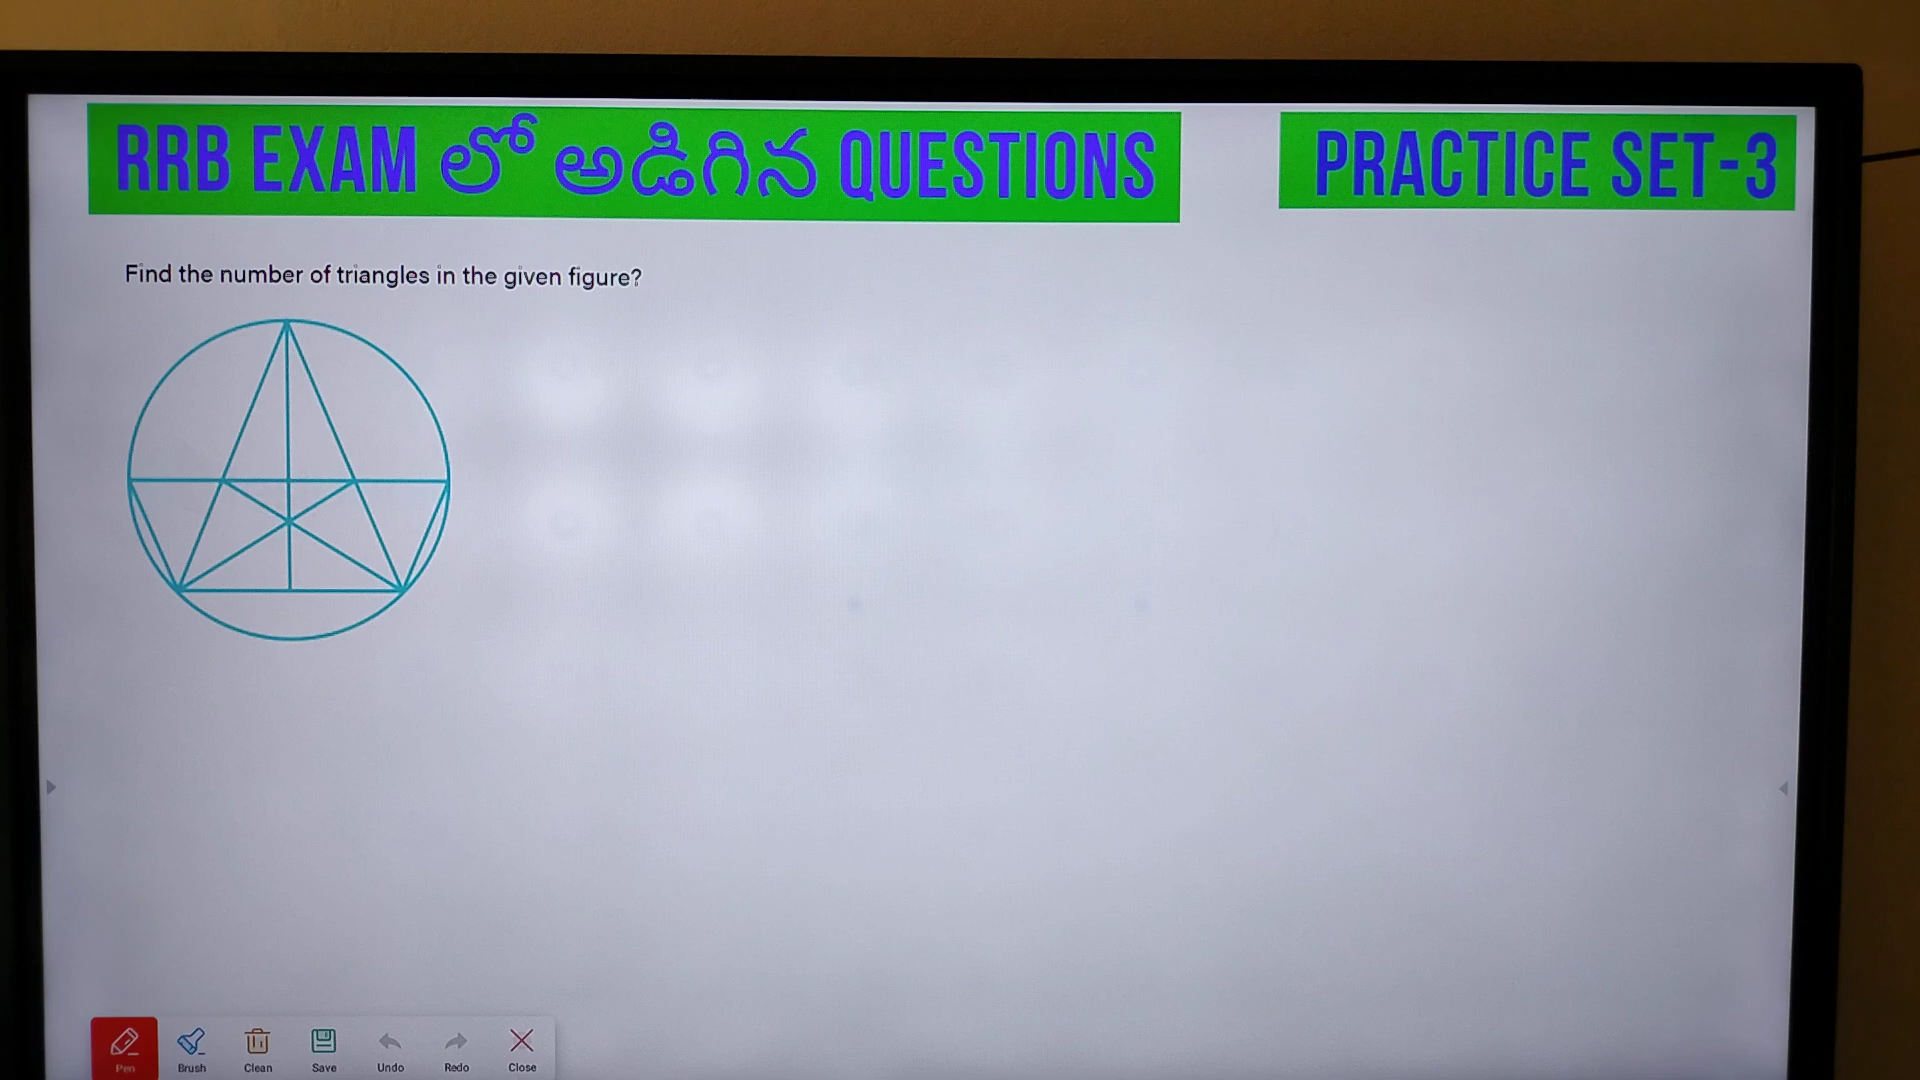 RRB EXAM లో అడిగిన QUESTIONS
PRACTICE SET-3
Find the number of triangles in the given figure?
Pen
Brush
Clean
Save
Undo
Redo
Close